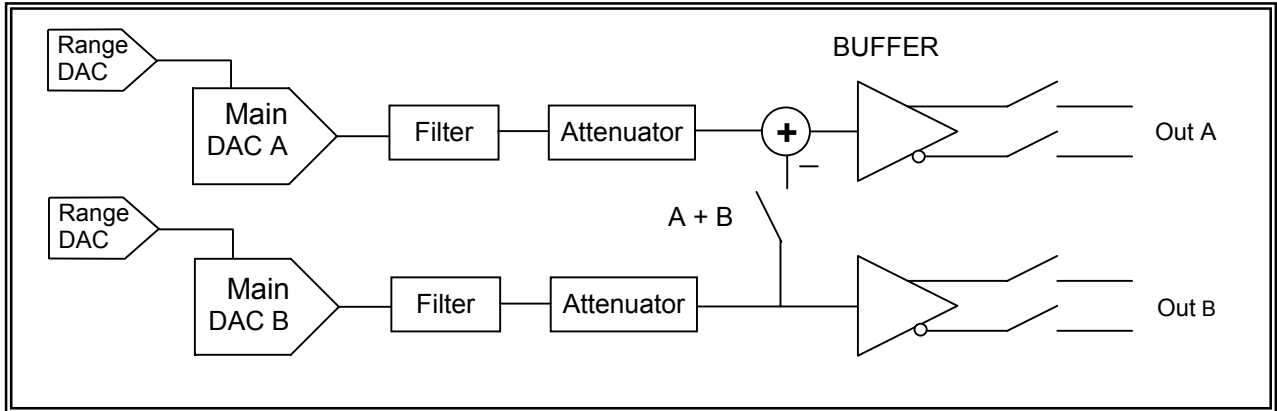 Range
DAC
Main
DAC A
Filter
Attenuator
+
BUFFER
Out A
–
A + B
Range
DAC
Main
DAC B
Filter
Attenuator
Out B